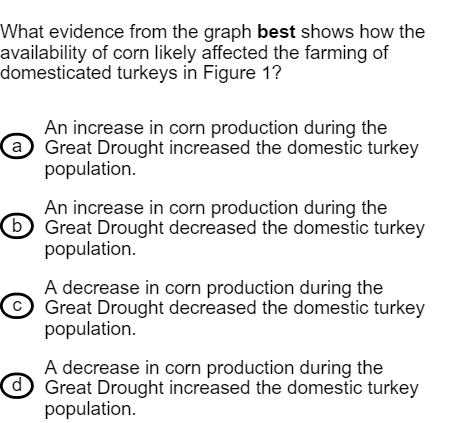 What evidence from the graph best shows how the
availability of corn likely affected the farming of
domesticated turkeys in Figure 1?
a
An increase in corn production during the
Great Drought increased the domestic turkey
population.
b
An increase in corn production during the
Great Drought decreased the domestic turkey
population.
c
A decrease in corn production during the
Great Drought decreased the domestic turkey
population.
d
A decrease in corn production during the
Great Drought increased the domestic turkey
population.